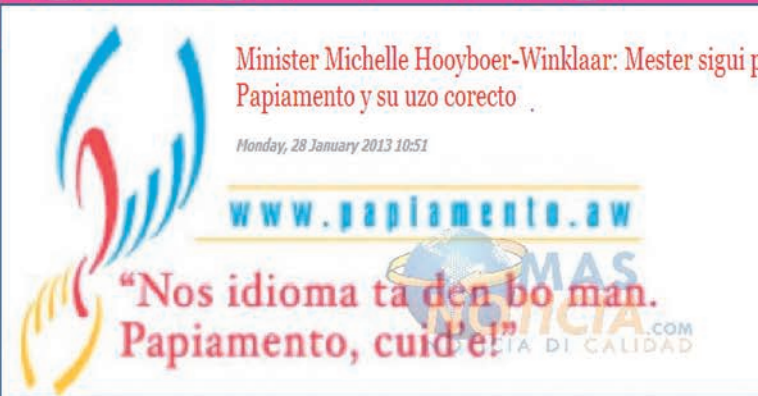 Minister Michelle Hooyboer-Winklaar: Mester sigui p
Papiamento y su uzo corecto .
Monday, 28 January 2013 10:51
www.papiamento.aw
“Nos idioma ta den bo man.
Papiamento, cuid'e!”
MAS
NOTICIA.COM
NOTICIA DI CALIDAD